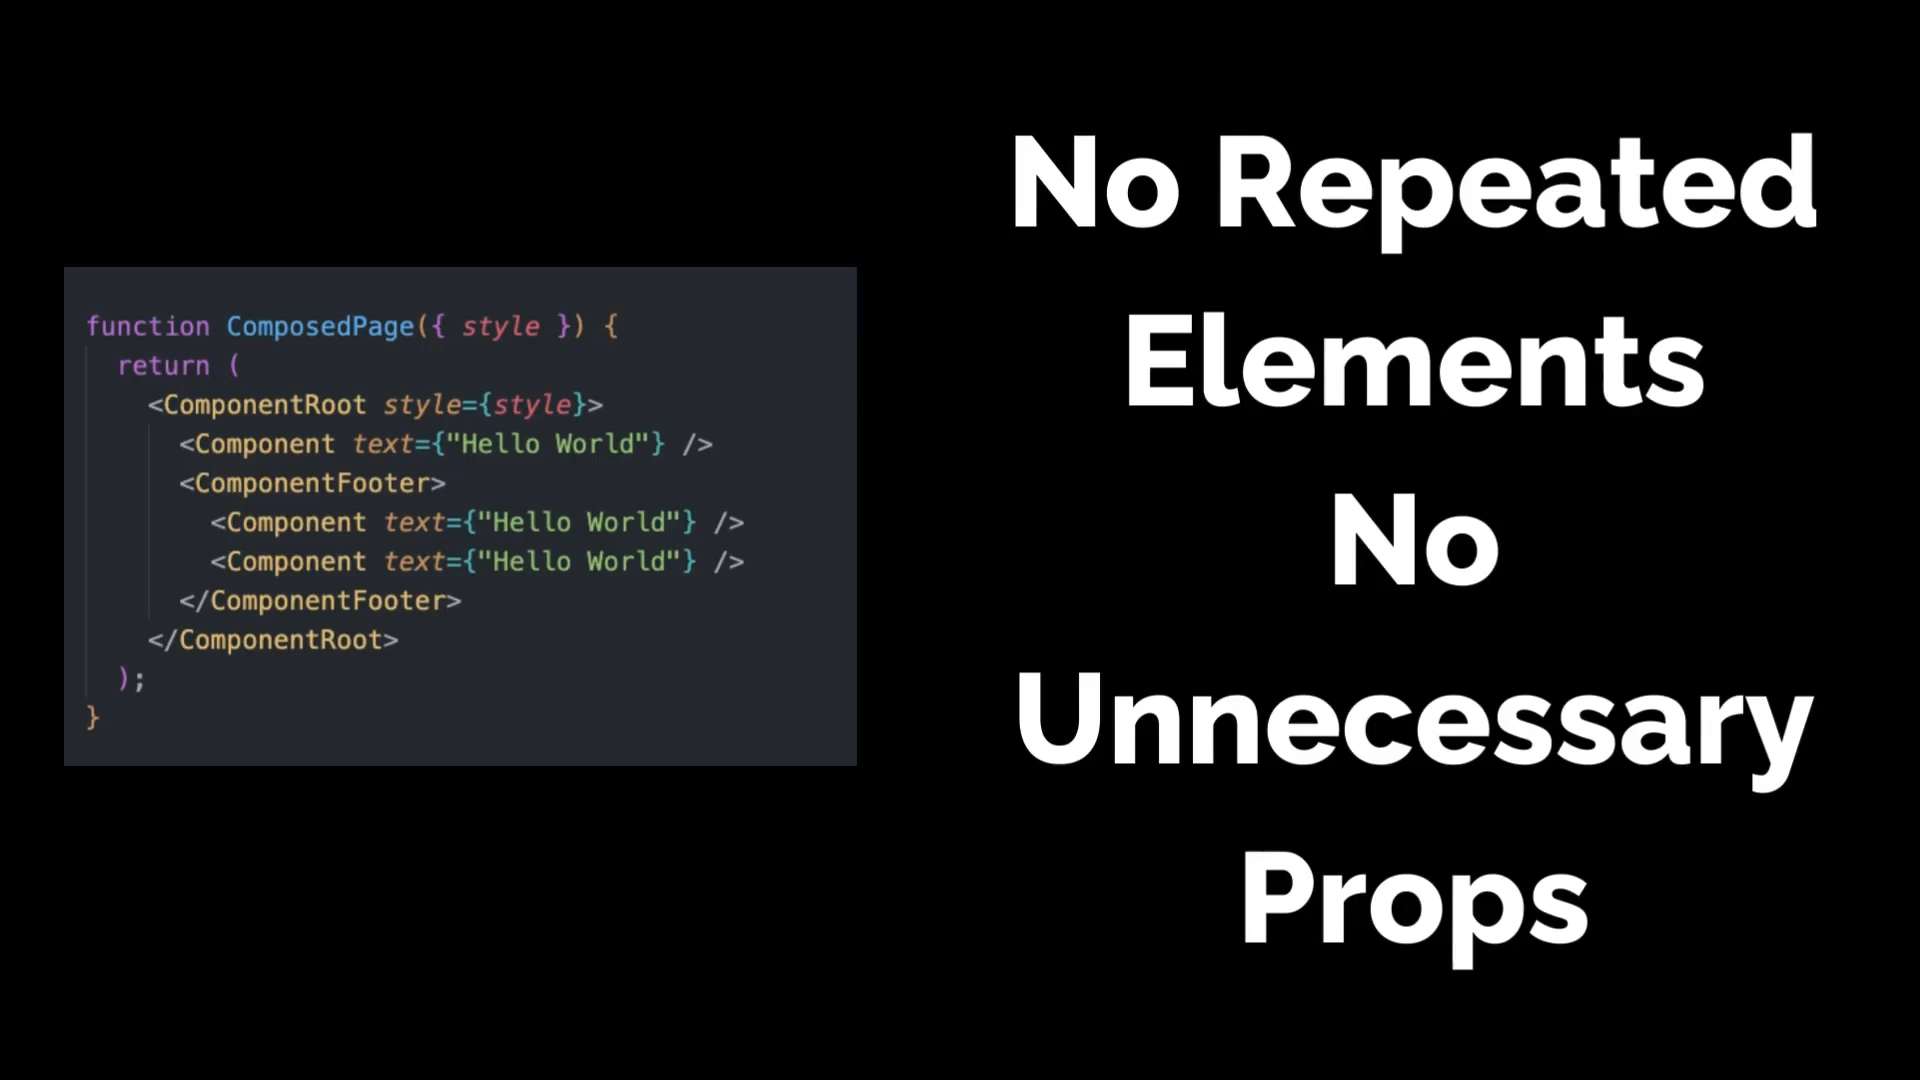 function ComposedPage({ style }) {
  return (
    <ComponentRoot style={style}>
      <Component text={"Hello World"} />
      <ComponentFooter>
        <Component text={"Hello World"} />
        <Component text={"Hello World"} />
      </ComponentFooter>
    </ComponentRoot>
  );
}
No Repeated
Elements
No
Unnecessary
Props